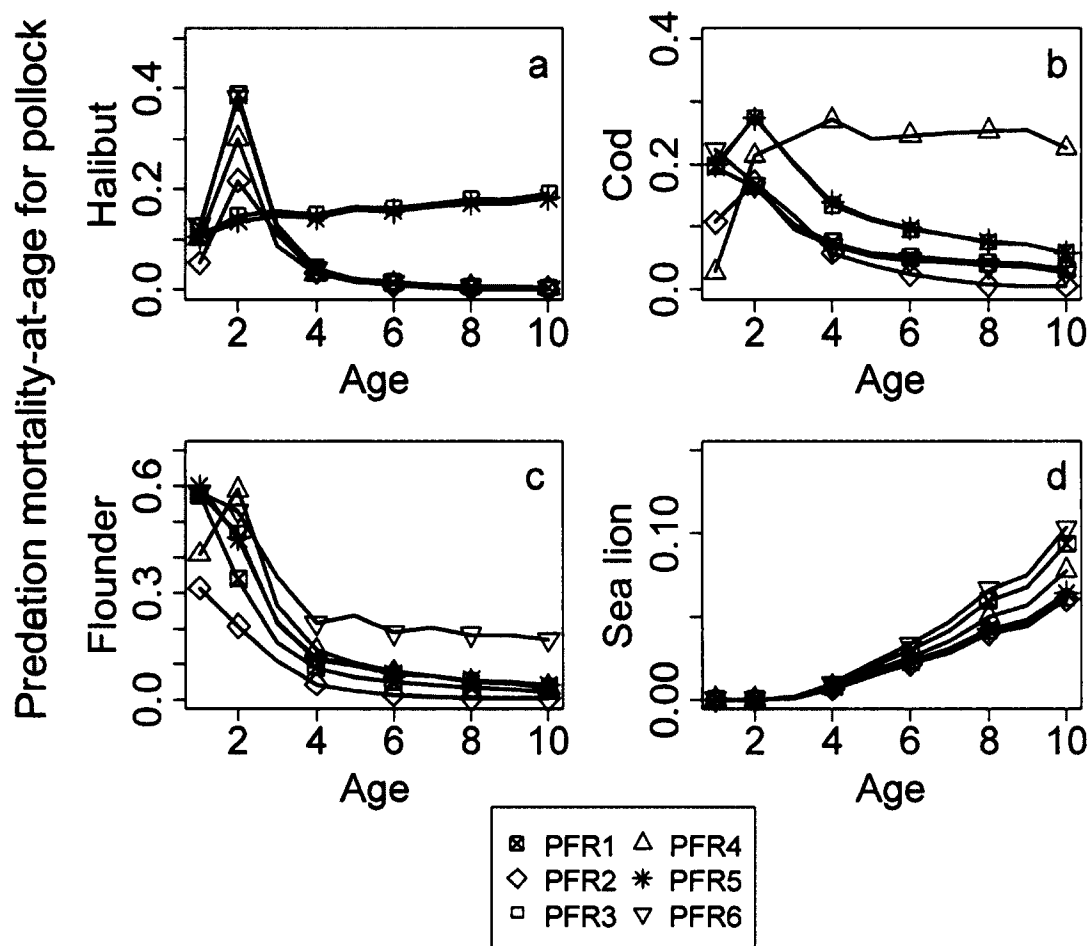 Predation mortality-at-age for pollock
a
Halibut
0.0 0.2 0.4
2 4 6 8 10
Age
b
Cod
0.0 0.2 0.4
2 4 6 8 10
Age
c
Flounder
0.0 0.3 0.6
2 4 6 8 10
Age
d
Sea lion
0.00 0.10
2 4 6 8 10
Age
PFR1 PFR4
PFR2 PFR5
PFR3 PFR6